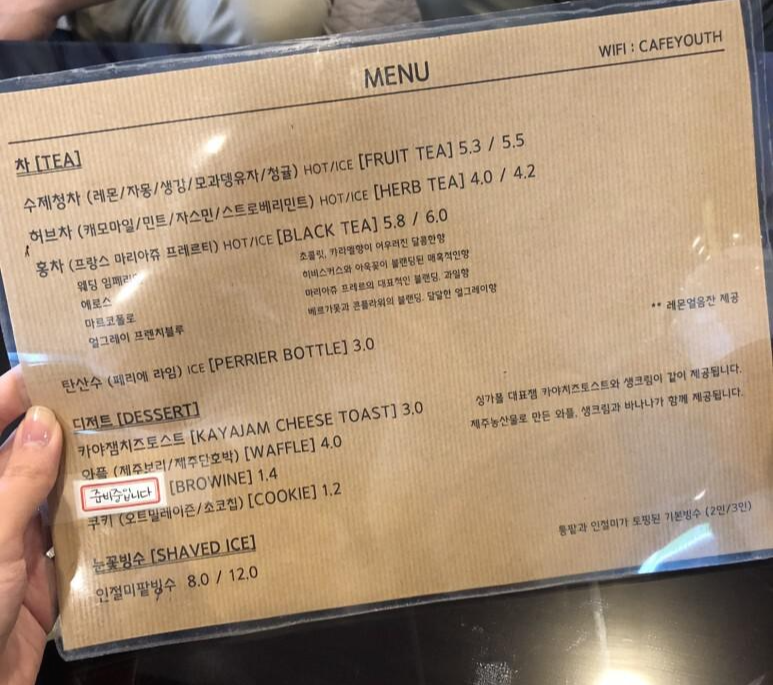 MENU
WIFI : CAFEYOUTH
차 [TEA]
수제청차 (레몬/자몽/생강/모과뎅유자/청귤) HOT/ICE [FRUIT TEA] 5.3 / 5.5
허브차 (캐모마일/민트/자스민/스트로베리민트) HOT/ICE [HERB TEA] 4.0 / 4.2
홍차 (프랑스 마리아쥬 프레르티) HOT/ICE [BLACK TEA] 5.8 / 6.0
웨딩 임페리얼 초콜릿, 카라멜향이 어우러진 달콤한향
에로스 히비스커스와 아욱꽃이 블랜딩된 매혹적인향
마르코폴로 마리아쥬 프레르의 대표적인 블랜딩, 과일향
얼그레이 프렌치블루 베르가못과 콘플라워의 블랜딩, 달달한 얼그레이향
** 레몬얼음잔 제공
탄산수 (페리에 라임) ICE [PERRIER BOTTLE] 3.0
디저트 [DESSERT]
카야잼치즈토스트 [KAYAJAM CHEESE TOAST] 3.0 싱가폴 대표잼 카야치즈토스트와 생크림이 같이 제공됩니다.
와플 (제주보리/제주단호박) [WAFFLE] 4.0 제주농산물로 만든 와플, 생크림과 바나나가 함께 제공됩니다.
준비중입니다 [BROWINE] 1.4
쿠키 (오트밀레이즌/초코칩) [COOKIE] 1.2
눈꽃빙수 [SHAVED ICE]
인절미팥빙수 8.0 / 12.0 통팥과 인절미가 토핑된 기본빙수 (2인/3인)